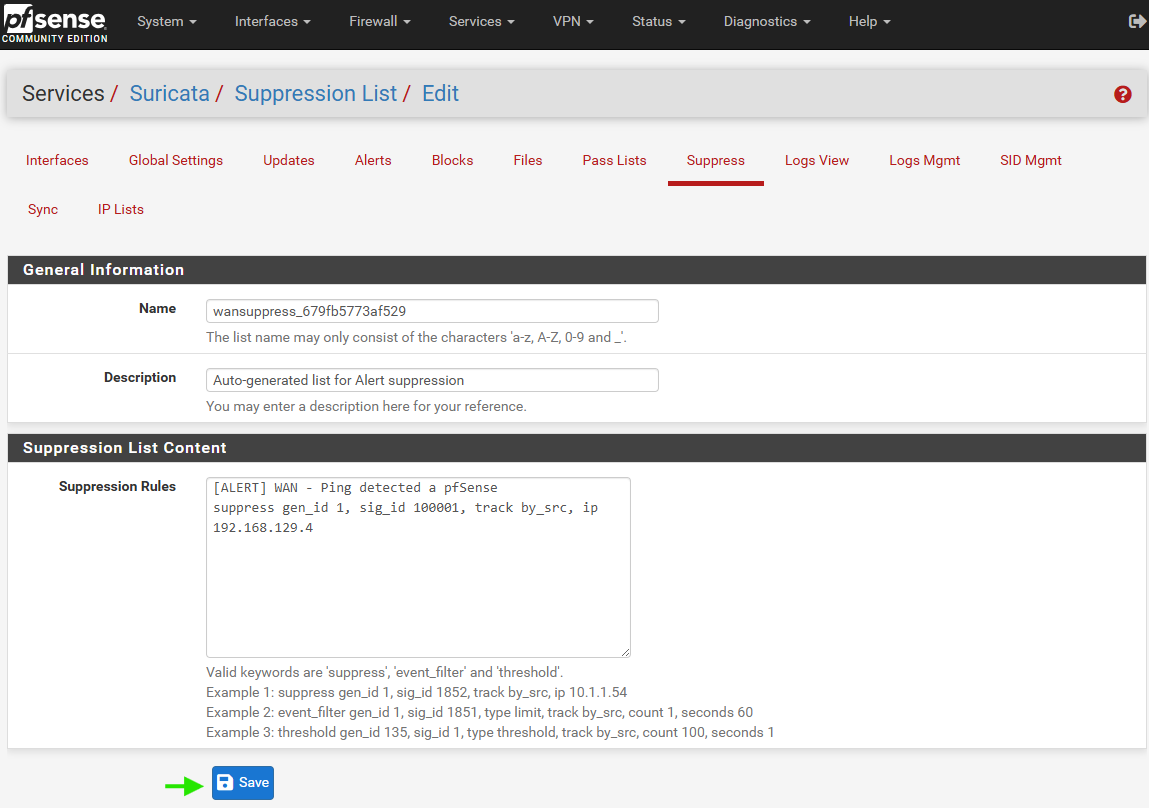 pfsense
COMMUNITY EDITION
System Interfaces Firewall Services VPN Status Diagnostics Help
Services / Suricata / Suppression List / Edit
Interfaces Global Settings Updates Alerts Blocks Files Pass Lists Suppress Logs View Logs Mgmt SID Mgmt
Sync IP Lists
General Information
Name wansuppress_679fb5773af529
The list name may only consist of the characters 'a-z, A-Z, 0-9 and _'.
Description Auto-generated list for Alert suppression
You may enter a description here for your reference.
Suppression List Content
Suppression Rules [ALERT] WAN - Ping detected a pfSense
suppress gen_id 1, sig_id 100001, track by_src, ip
192.168.129.4
Valid keywords are 'suppress', 'event_filter' and 'threshold'.
Example 1: suppress gen_id 1, sig_id 1852, track by_src, ip 10.1.1.54
Example 2: event_filter gen_id 1, sig_id 1851, type limit, track by_src, count 1, seconds 60
Example 3: threshold gen_id 135, sig_id 1, type threshold, track by_src, count 100, seconds 1
Save